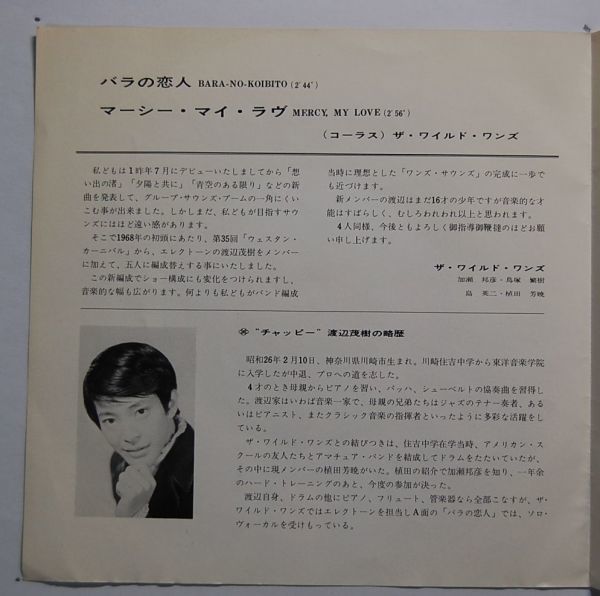 バラの恋人 BARA-NO-KOIBITO (2′44″)
マーシー・マイ・ラヴ MERCY, MY LOVE (2′56″)
(コーラス) ザ・ワイルド・ワンズ
私どもは1昨年7月にデビューいたしましてから「想
い出の渚」「夕陽と共に」「青空のある限り」などの新
曲を発表して、グループ・サウンズ・ブームの一角にくい
こむ事が出来ました。しかしまだ、私どもが目指すサウ
ンズにはほど遠い感があります。
そこで1968年の初頭にあたり、第35回「ウェスタン・
カーニバル」から、エレクトーンの渡辺茂樹をメンバー
に加えて、五人に編成替えする事にいたしました。
この新編成でショー構成にも変化をつけられますし、
音楽的な幅も広がります。何よりも私どもがバンド編成
当時に理想とした「ワンズ・サウンズ」の完成に一歩で
も近づけます。
新メンバーの渡辺はまだ16才の少年ですが音楽的な才
能はすばらしく、むしろわれわれ以上と思われます。
4人同様、今後ともよろしく御指導御鞭撻のほどお願
い申し上げます。
ザ・ワイルド・ワンズ
加瀬 邦彦・鳥塚 繁樹
島 英二・植田 芳暁
"チャッピー" 渡辺茂樹の略歴
昭和26年2月10日、神奈川県川崎市生まれ。川崎住吉中学から東洋音楽学院
に入学したが中退、プロへの道を志した。
4才のとき母親からピアノを習い、バッハ、シューベルトの協奏曲を習得し
た。渡辺家はいわば音楽一家で、母親の兄弟たちはジャズのテナー奏者、ある
いはピアニスト、またクラシック音楽の指揮者といったように多彩な活躍をし
ている。
ザ・ワイルド・ワンズとの結びつきは、住吉中学在学当時、アメリカン・ス
クールの友人たちとアマチュア・バンドを結成してドラムをたたいていたが、
その中に現メンバーの植田芳暁がいた。植田の紹介で加瀬邦彦を知り、一年余
のハード・トレーニングのあと、今度の参加が決った。
渡辺自身、ドラムの他にピアノ、フリュート、管楽器なら全部こなすが、ザ・
ワイルド・ワンズではエレクトーンを担当しA面の「バラの恋人」では、ソロ・
ヴォーカルを受けもっている。